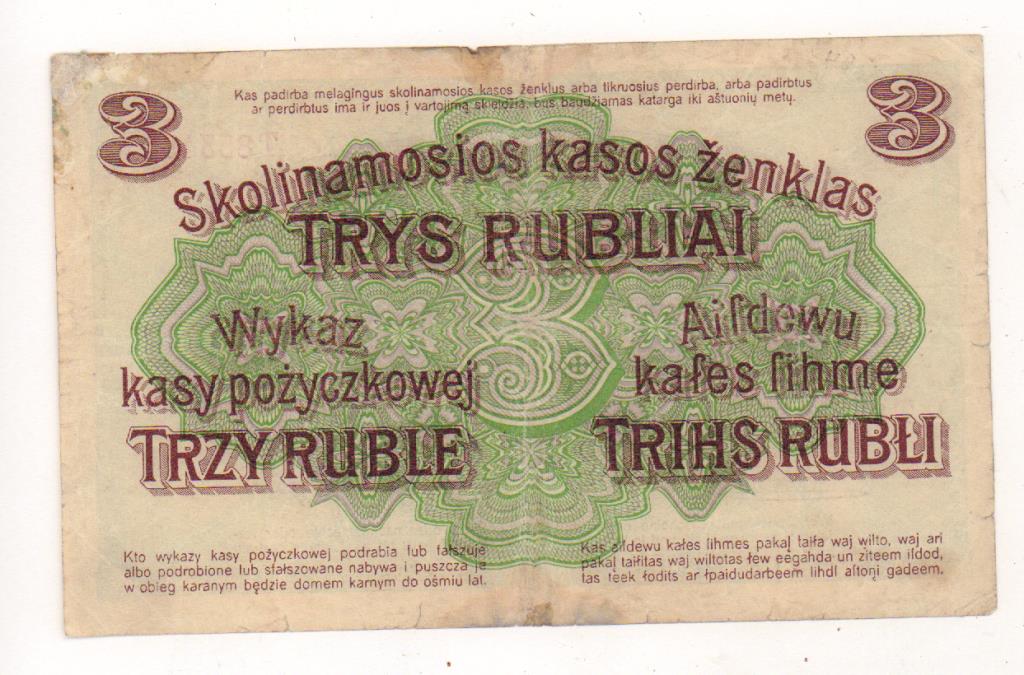 Kas padirba melagingus skolinamosios kasos ženklus arba tikruosius perdirba, arba padirbtus
ar perdirbtus ima ir juos į vartojimą skleidžia, bus baudžiamas katarga iki aštuonių metų.
3 3
Skolinamosios kasos ženklas
TRYS RUBLIAI
Wykaz
kasy pożyczkowej
TRZY RUBLE
Aiſdewu
kaſes ſihme
TRIHS RUBŁI
Kto wykazy kasy pożyczkowej podrabia lub fałszuje
albo podrobione lub sfałszowane nabywa i puszcza je
w obieg karanym będzie domem karnym do ośmiu lat.
Kas aiſdewu kaſes ſihmes pakaļ taiſa waj wilto, waj ari
pakaļ taiſitas waj wiltotas ſew eegahda un ziteem iſdod,
tas teek ſodits ar ſpaidudarbeem lihdſ aſtoņi gadeem.